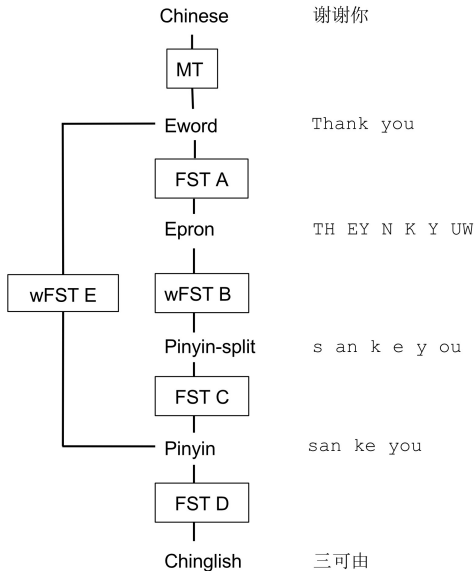 Chinese 谢谢你
MT
Eword Thank you
FST A
Epron TH EY N K Y UW
wFST E wFST B
Pinyin-split s an k e y ou
FST C
Pinyin san ke you
FST D
Chinglish 三可由